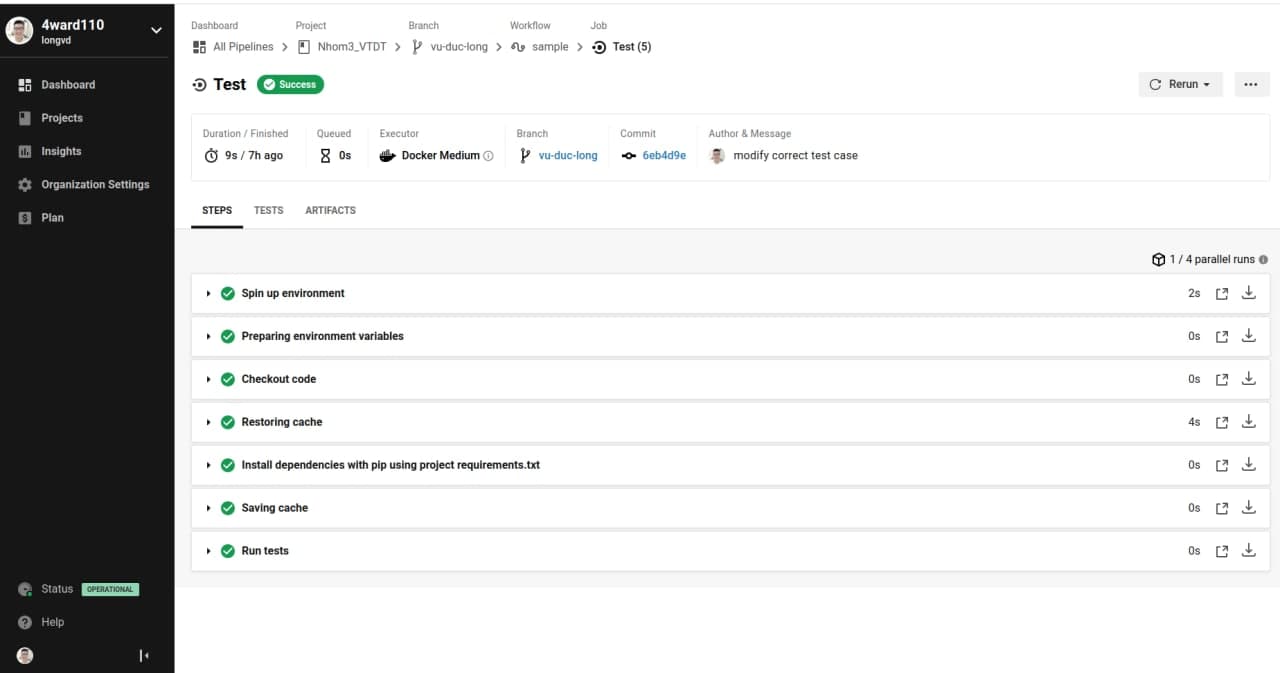 4ward110
longvd
Dashboard
Projects
Insights
Organization Settings
Plan
Status OPERATIONAL
Help
Dashboard Project Branch Workflow Job
All Pipelines Nhom3_VTDT vu-duc-long sample Test (5)
Test Success
Rerun
Duration / Finished Queued Executor Branch Commit Author & Message
9s / 7h ago 0s Docker Medium vu-duc-long 6eb4d9e modify correct test case
STEPS TESTS ARTIFACTS
1 / 4 parallel runs
Spin up environment 2s
Preparing environment variables 0s
Checkout code 0s
Restoring cache 4s
Install dependencies with pip using project requirements.txt 0s
Saving cache 0s
Run tests 0s